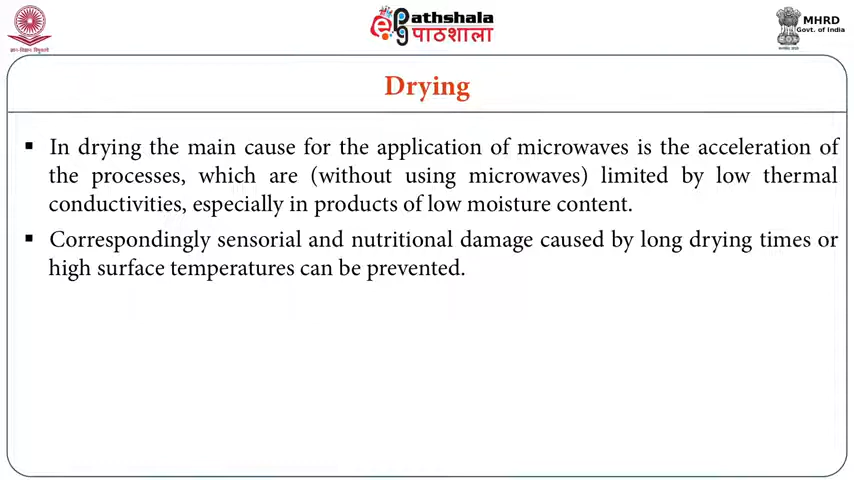 ज्ञान-विज्ञान विमुक्तये
ePathshala
पाठशाला
MHRD
Govt. of India
Drying
▪ In drying the main cause for the application of microwaves is the acceleration of
the processes, which are (without using microwaves) limited by low thermal
conductivities, especially in products of low moisture content.
▪ Correspondingly sensorial and nutritional damage caused by long drying times or
high surface temperatures can be prevented.